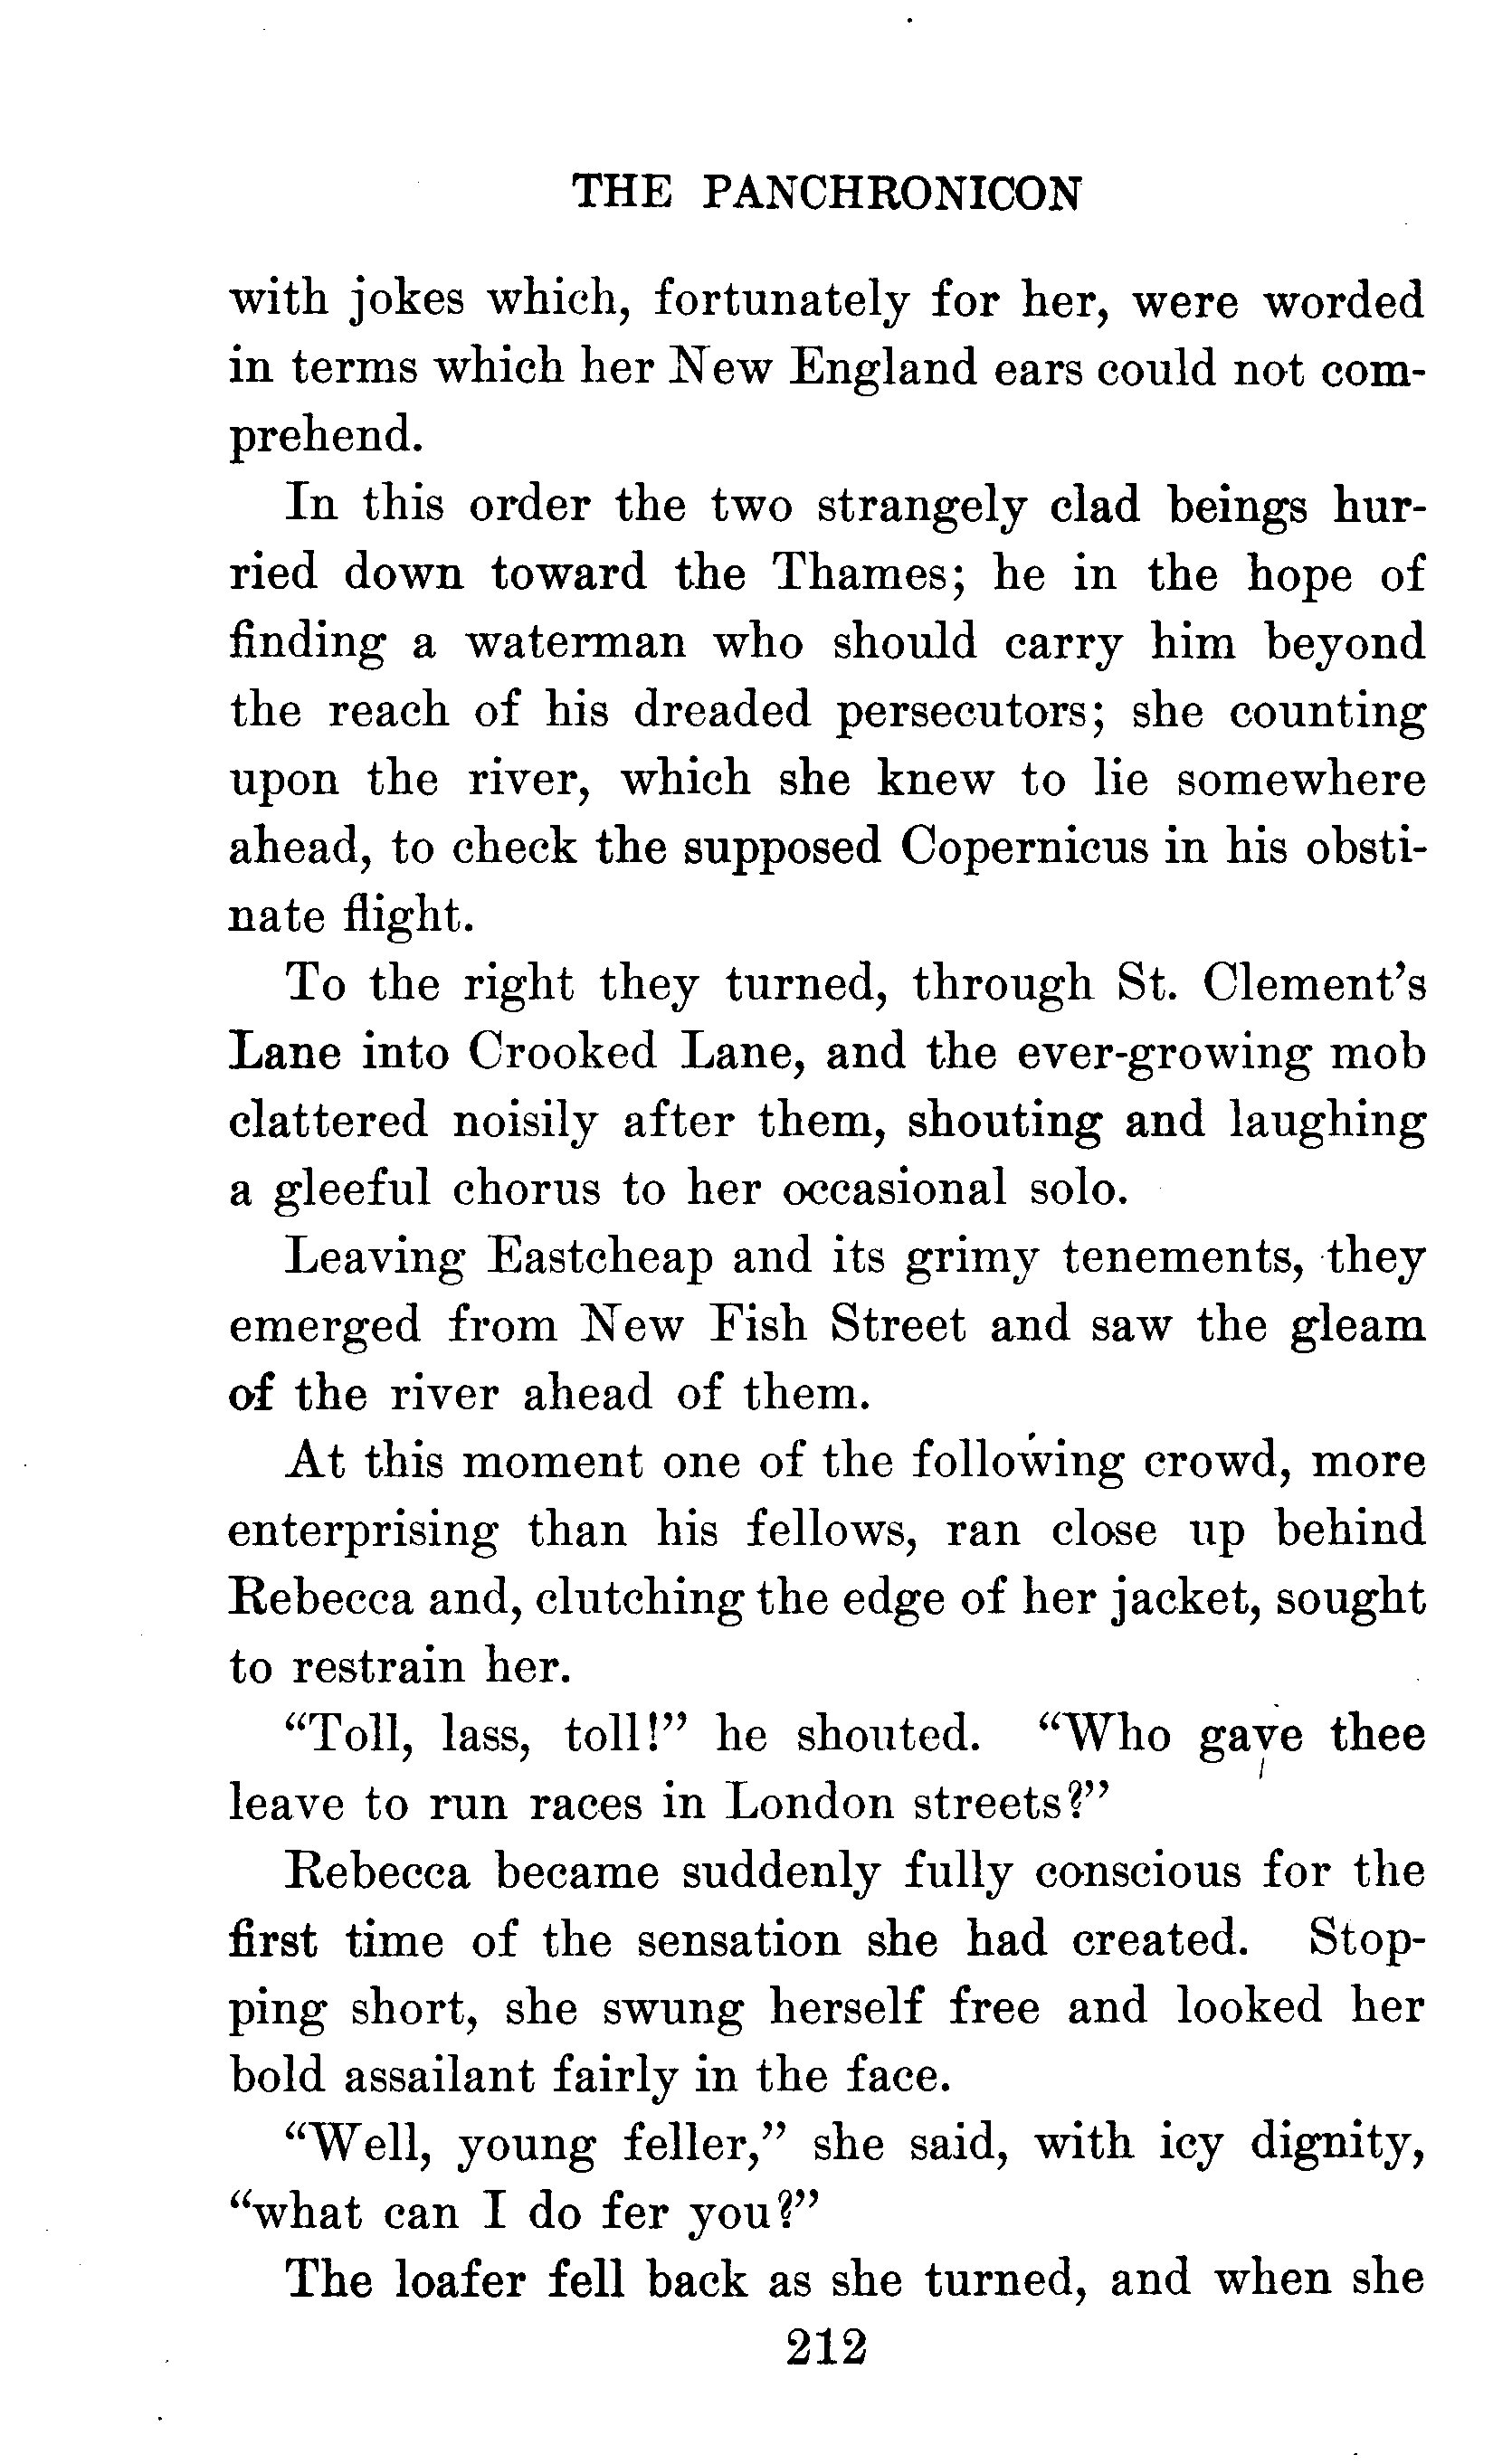 THE PANCHRONICON
with jokes which, fortunately for her, were worded
in terms which her New England ears could not com-
prehend.
In this order the two strangely clad beings hur-
ried down toward the Thames; he in the hope of
finding a waterman who should carry him beyond
the reach of his dreaded persecutors; she counting
upon the river, which she knew to lie somewhere
ahead, to check the supposed Copernicus in his obsti-
nate flight.
To the right they turned, through St. Clement's
Lane into Crooked Lane, and the ever-growing mob
clattered noisily after them, shouting and laughing
a gleeful chorus to her occasional solo.
Leaving Eastcheap and its grimy tenements, they
emerged from New Fish Street and saw the gleam
of the river ahead of them.
At this moment one of the following crowd, more
enterprising than his fellows, ran close up behind
Rebecca and, clutching the edge of her jacket, sought
to restrain her.
“Toll, lass, toll!” he shouted. “Who gave thee
leave to run races in London streets?”
Rebecca became suddenly fully conscious for the
first time of the sensation she had created. Stop-
ping short, she swung herself free and looked her
bold assailant fairly in the face.
“Well, young feller,” she said, with icy dignity,
“what can I do fer you?”
The loafer fell back as she turned, and when she
212